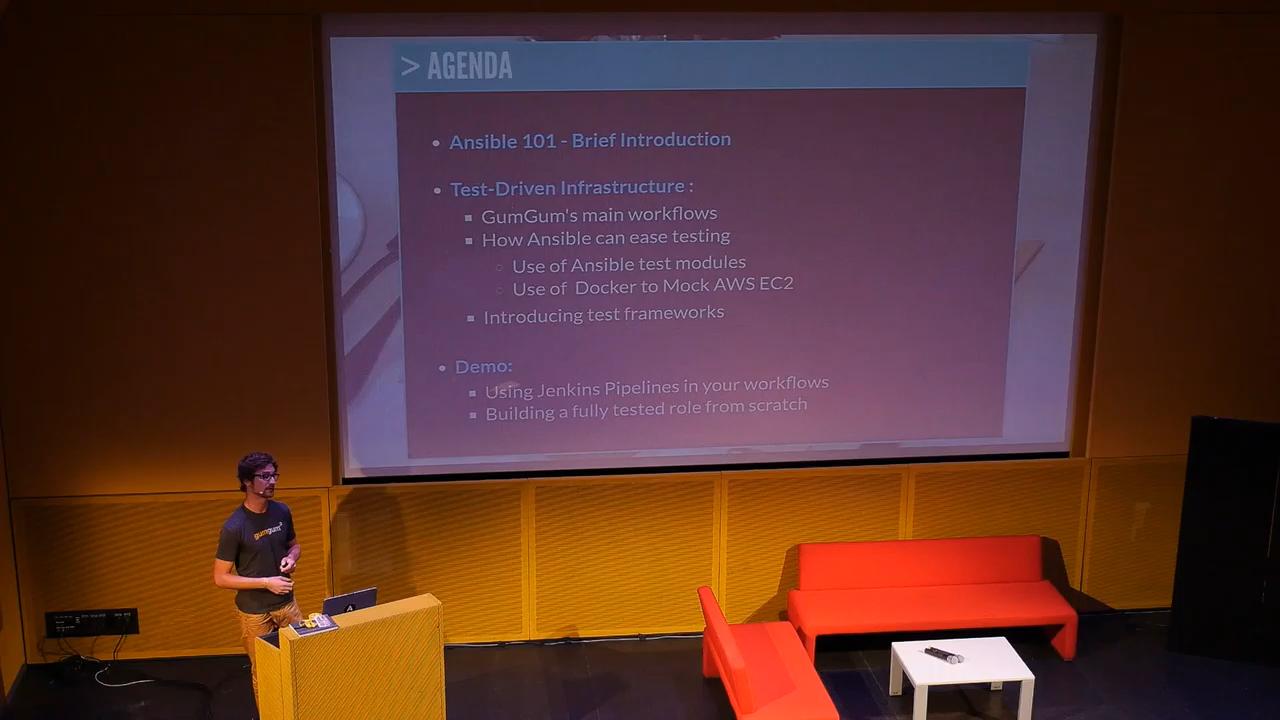 > AGENDA
Ansible 101 - Brief Introduction
Test-Driven Infrastructure :
GumGum's main workflows
How Ansible can ease testing
Use of Ansible test modules
Use of Docker to Mock AWS EC2
Introducing test frameworks
Demo:
Using Jenkins Pipelines in your workflows
Building a fully tested role from scratch
gumgum